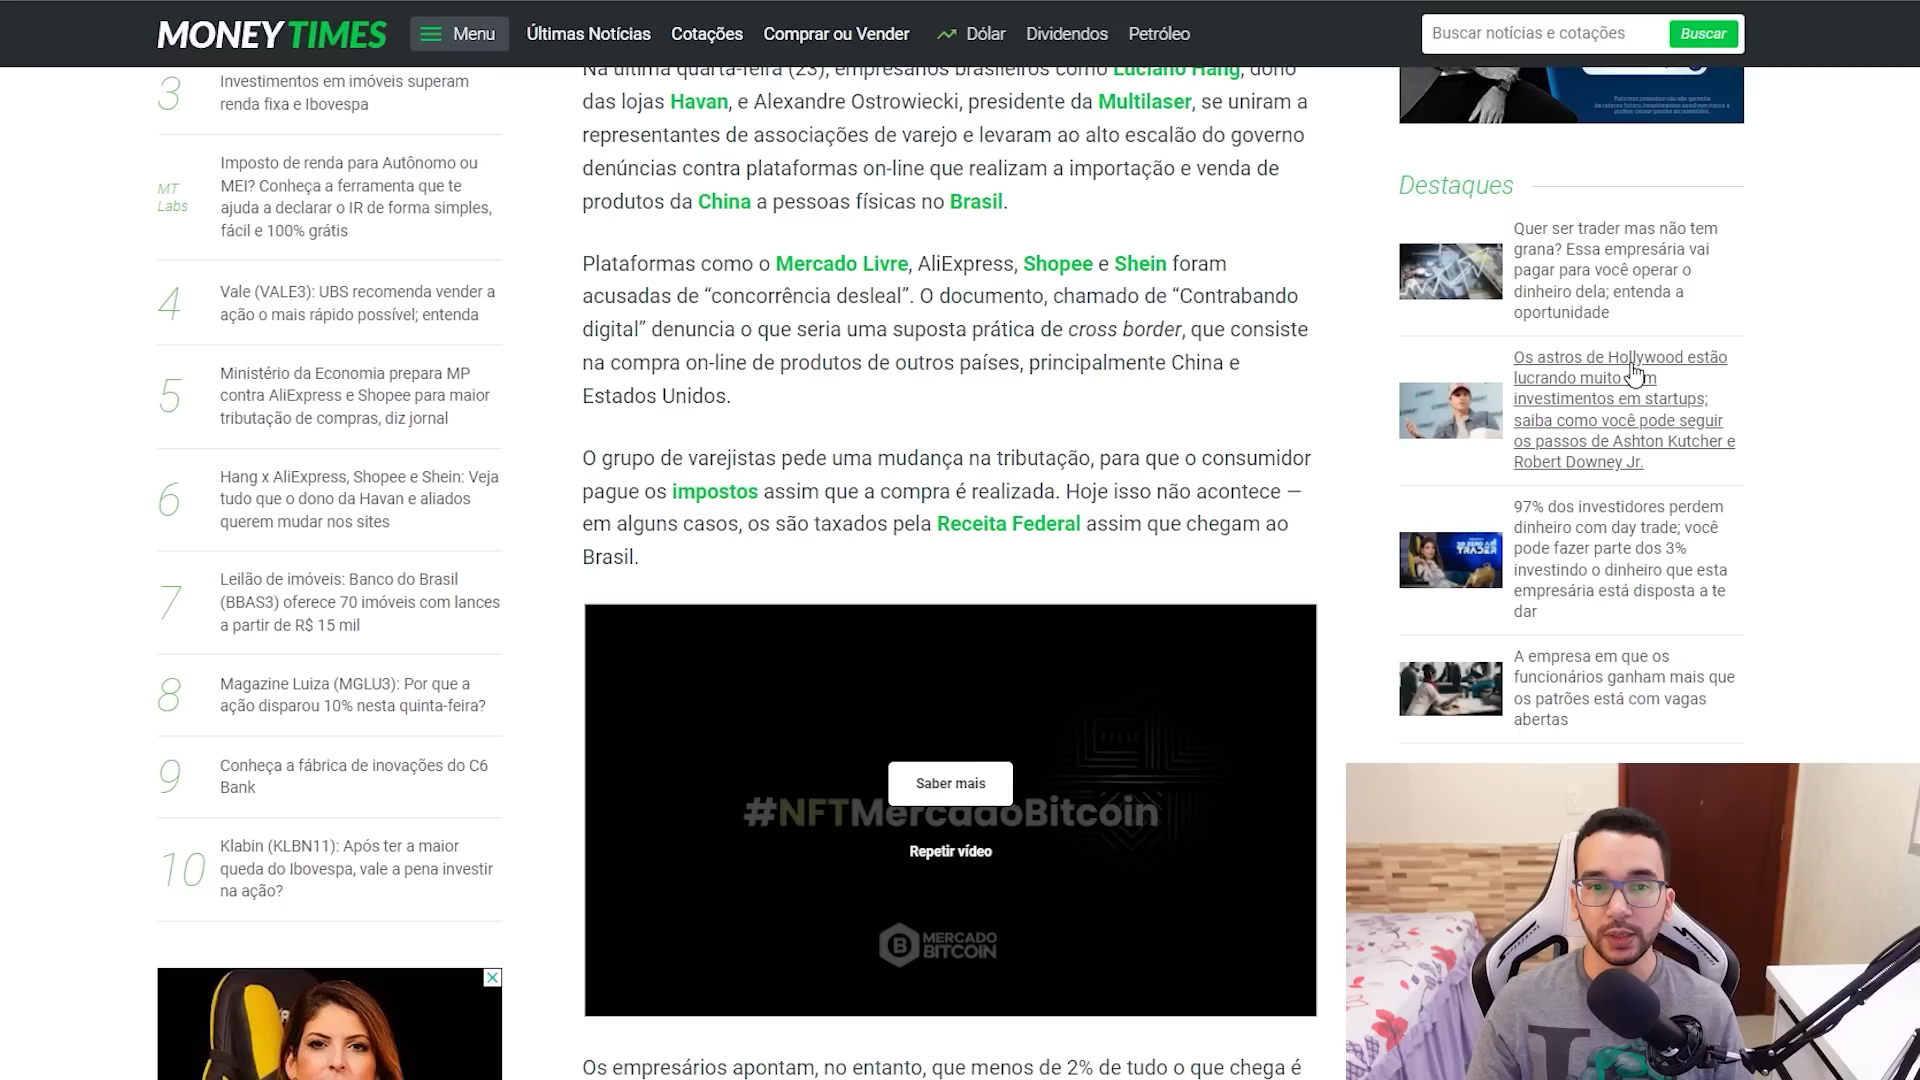 MONEY TIMES
Menu
Últimas Notícias
Cotações
Comprar ou Vender
Dólar
Dividendos
Petróleo
Buscar notícias e cotações
Buscar
3
Investimentos em imóveis superam
renda fixa e Ibovespa
MT
Labs
Imposto de renda para Autônomo ou
MEI? Conheça a ferramenta que te
ajuda a declarar o IR de forma simples,
fácil e 100% grátis
4
Vale (VALE3): UBS recomenda vender a
ação o mais rápido possível; entenda
5
Ministério da Economia prepara MP
contra AliExpress e Shopee para maior
tributação de compras, diz jornal
6
Hang x AliExpress, Shopee e Shein: Veja
tudo que o dono da Havan e aliados
querem mudar nos sites
7
Leilão de imóveis: Banco do Brasil
(BBAS3) oferece 70 imóveis com lances
a partir de R$ 15 mil
8
Magazine Luiza (MGLU3): Por que a
ação disparou 10% nesta quinta-feira?
9
Conheça a fábrica de inovações do C6
Bank
10
Klabin (KLBN11): Após ter a maior
queda do Ibovespa, vale a pena investir
na ação?
Na última quarta-feira (23), empresários brasileiros como Luciano Hang, dono
das lojas Havan, e Alexandre Ostrowiecki, presidente da Multilaser, se uniram a
representantes de associações de varejo e levaram ao alto escalão do governo
denúncias contra plataformas on-line que realizam a importação e venda de
produtos da China a pessoas físicas no Brasil.
Plataformas como o Mercado Livre, AliExpress, Shopee e Shein foram
acusadas de “concorrência desleal”. O documento, chamado de “Contrabando
digital” denuncia o que seria uma suposta prática de cross border, que consiste
na compra on-line de produtos de outros países, principalmente China e
Estados Unidos.
O grupo de varejistas pede uma mudança na tributação, para que o consumidor
pague os impostos assim que a compra é realizada. Hoje isso não acontece —
em alguns casos, os são taxados pela Receita Federal assim que chegam ao
Brasil.
Saber mais
#NFTMercadoBitcoin
Repetir vídeo
MERCADO
BITCOIN
Os empresários apontam, no entanto, que menos de 2% de tudo o que chega é
Destaques
Quer ser trader mas não tem
grana? Essa empresária vai
pagar para você operar o
dinheiro dela; entenda a
oportunidade
Os astros de Hollywood estão
lucrando muito
investimentos em startups;
saiba como você pode seguir
os passos de Ashton Kutcher e
Robert Downey Jr.
97% dos investidores perdem
dinheiro com day trade; você
pode fazer parte dos 3%
investindo o dinheiro que esta
empresária está disposta a te
dar
TRADER
A empresa em que os
funcionários ganham mais que
os patrões está com vagas
abertas